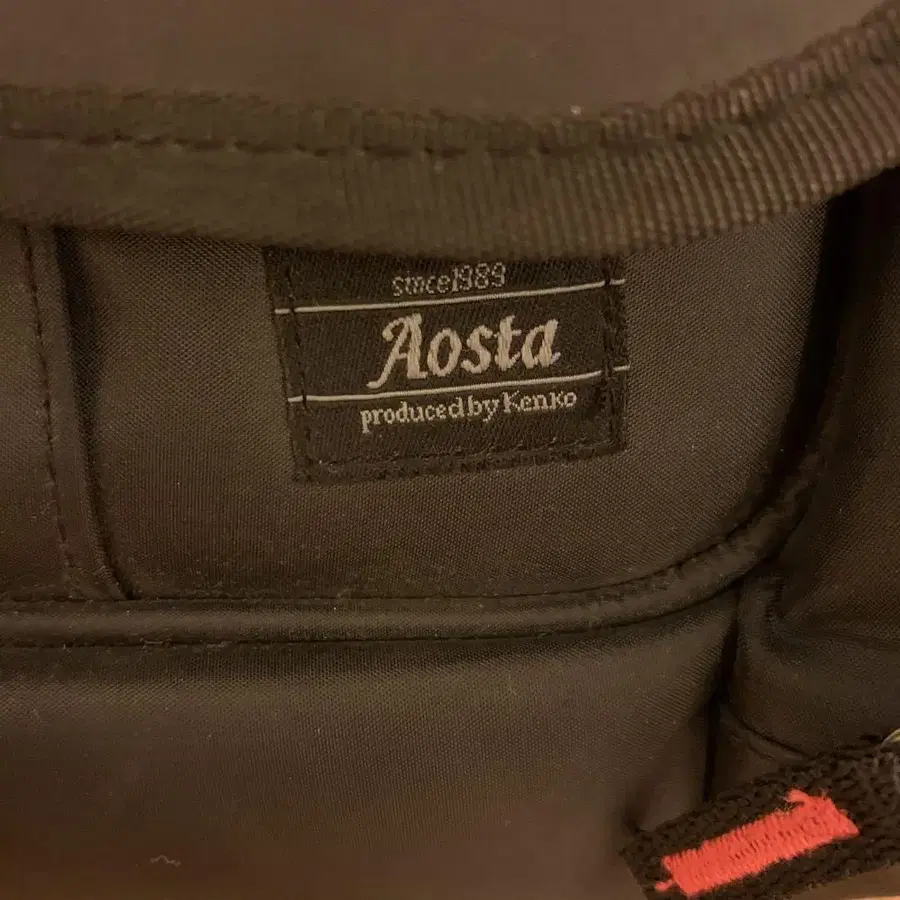 since1989
Aosta
produced by Kenko